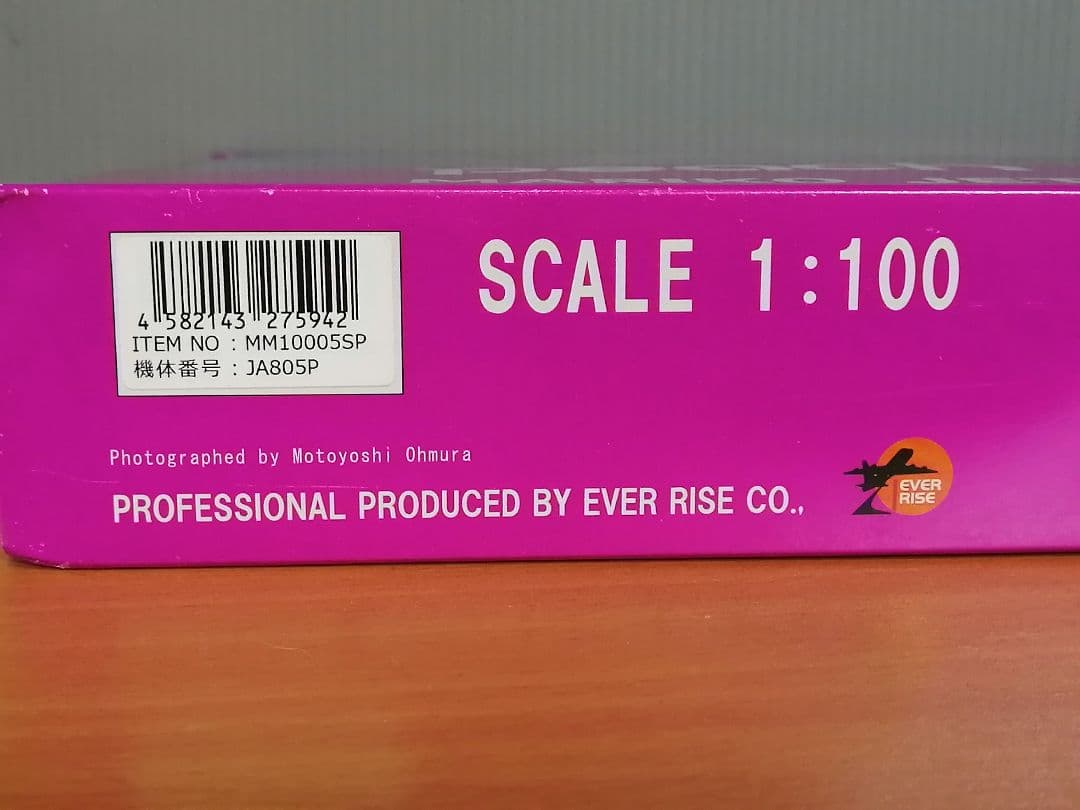 SCALE 1:100
4 582143 275942
ITEM NO : MM10005SP
機体番号 : JA805P
Photographed by Motoyoshi Ohmura
PROFESSIONAL PRODUCED BY EVER RISE CO.,
EVER
RISE